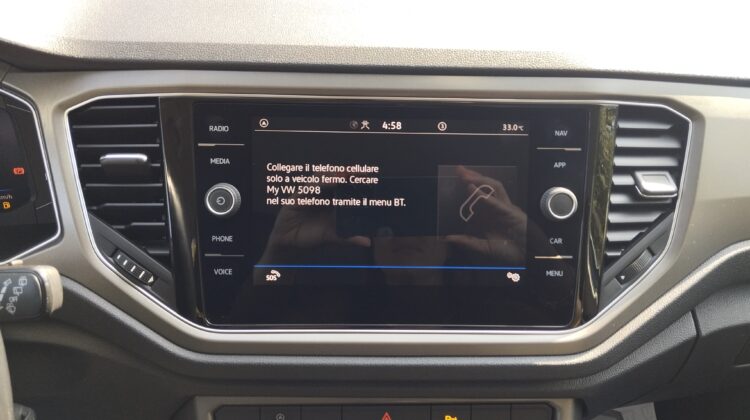 RADIO
MEDIA
PHONE
VOICE
4:58
33.0°C
Collegare il telefono cellulare
solo a veicolo fermo. Cercare
My VW 5098
nel suo telefono tramite il menu BT.
SOS
NAV
APP
CAR
MENU